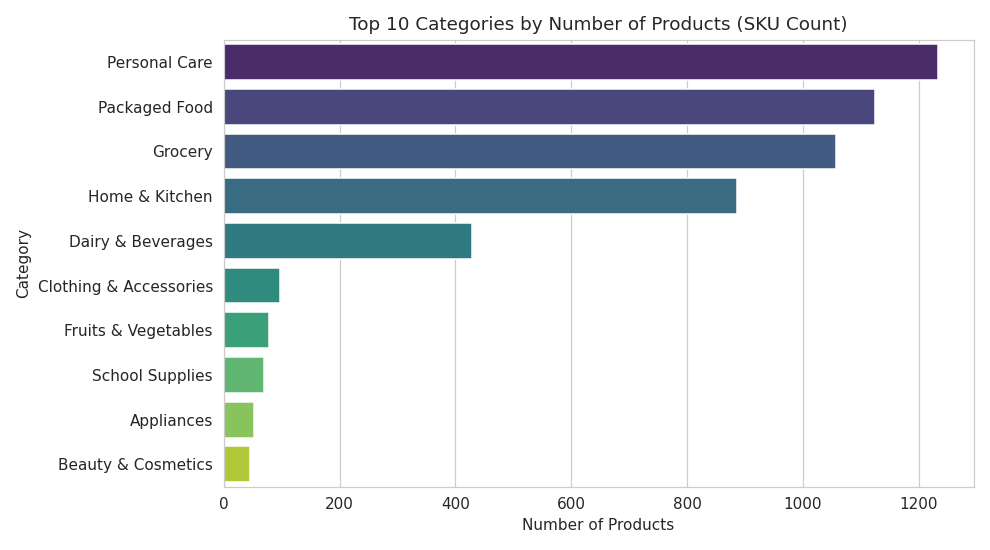 Top 10 Categories by Number of Products (SKU Count)
Category
Personal Care
Packaged Food
Grocery
Home & Kitchen
Dairy & Beverages
Clothing & Accessories
Fruits & Vegetables
School Supplies
Appliances
Beauty & Cosmetics
0 200 400 600 800 1000 1200
Number of Products